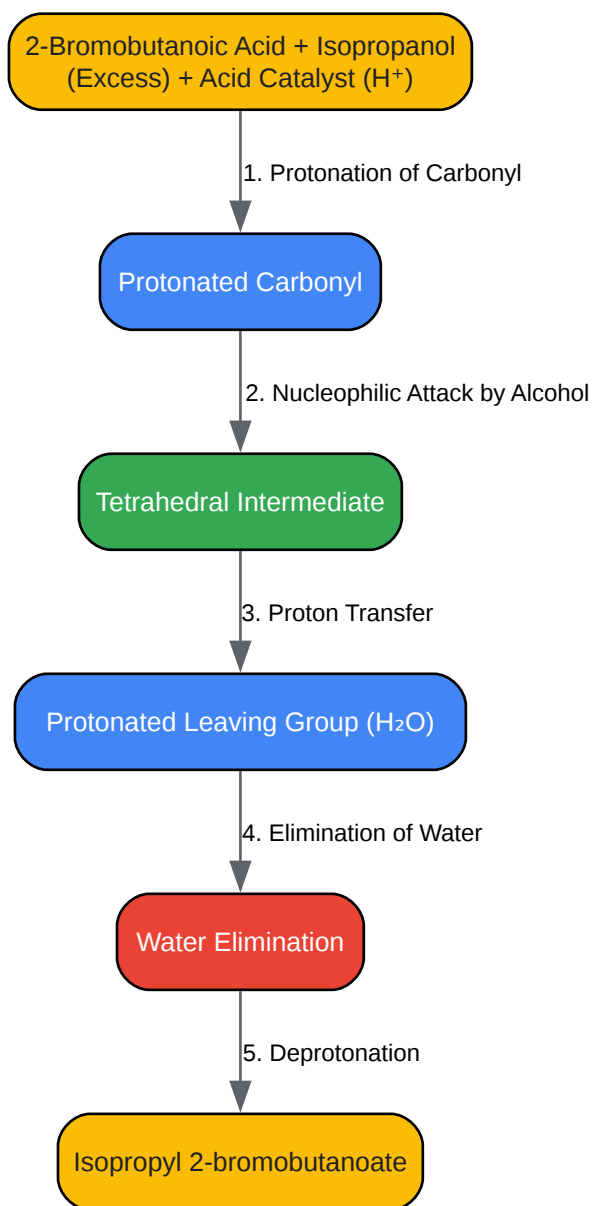 2-Bromobutanoic Acid + Isopropanol
(Excess) + Acid Catalyst (H⁺)
1. Protonation of Carbonyl
Protonated Carbonyl
2. Nucleophilic Attack by Alcohol
Tetrahedral Intermediate
3. Proton Transfer
Protonated Leaving Group (H₂O)
4. Elimination of Water
Water Elimination
5. Deprotonation
Isopropyl 2-bromobutanoate